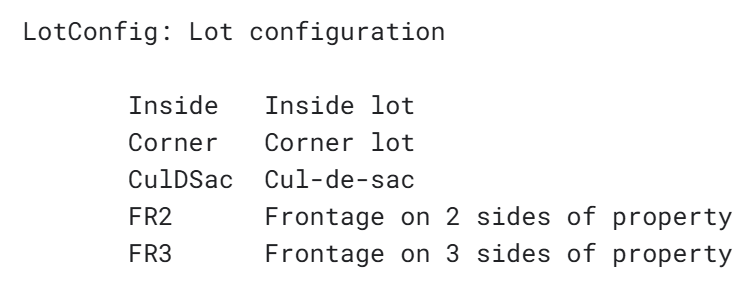 LotConfig: Lot configuration
Inside Inside lot
Corner Corner lot
CulDSac Cul-de-sac
FR2 Frontage on 2 sides of property
FR3 Frontage on 3 sides of property